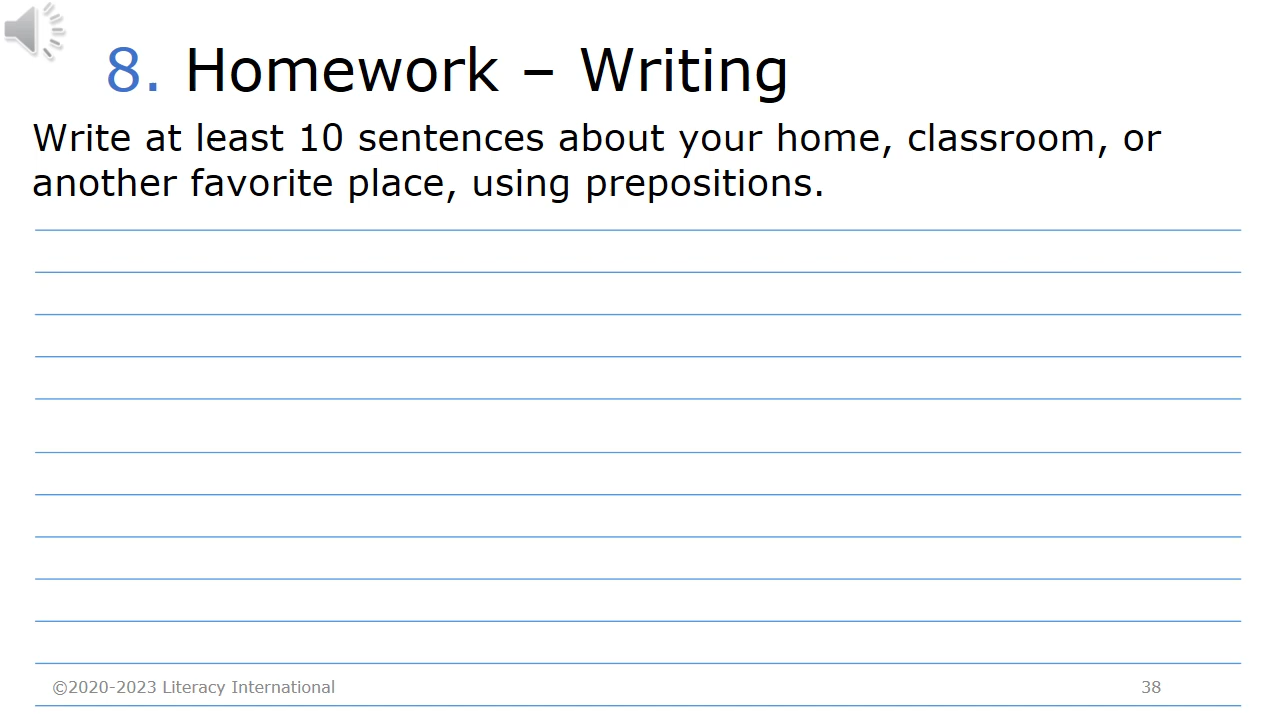 8. Homework – Writing
Write at least 10 sentences about your home, classroom, or
another favorite place, using prepositions.
©2020-2023 Literacy International
38